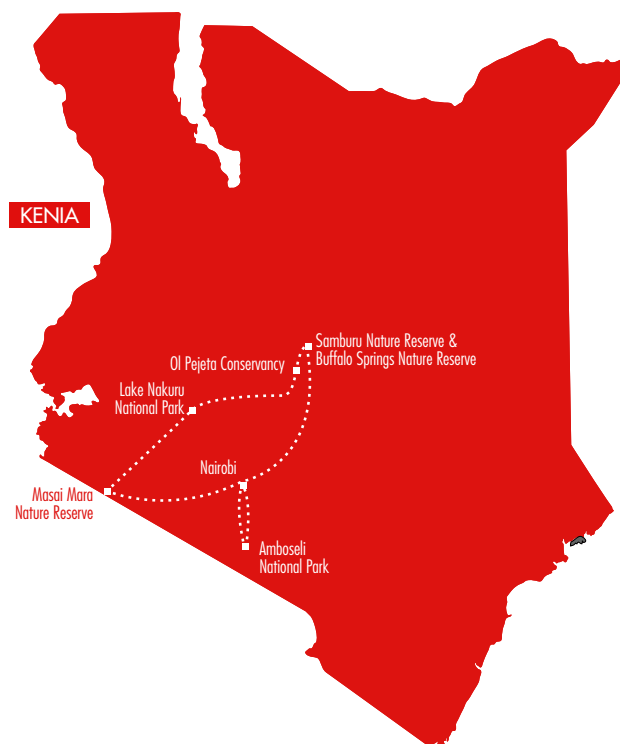 KENIA
Samburu Nature Reserve &
Buffalo Springs Nature Reserve
Ol Pejeta Conservancy
Lake Nakuru
National Park
Nairobi
Masai Mara
Nature Reserve
Amboseli
National Park